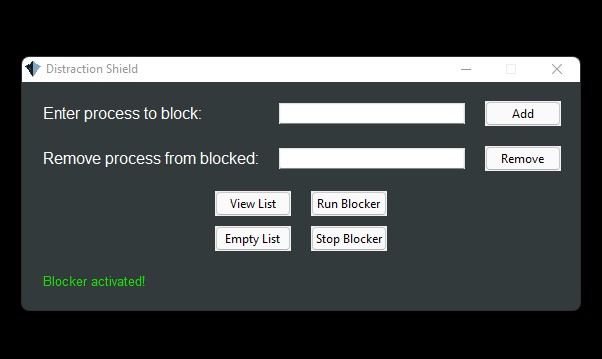 Distraction Shield
Enter process to block: Add
Remove process from blocked: Remove
View List Run Blocker
Empty List Stop Blocker
Blocker activated!